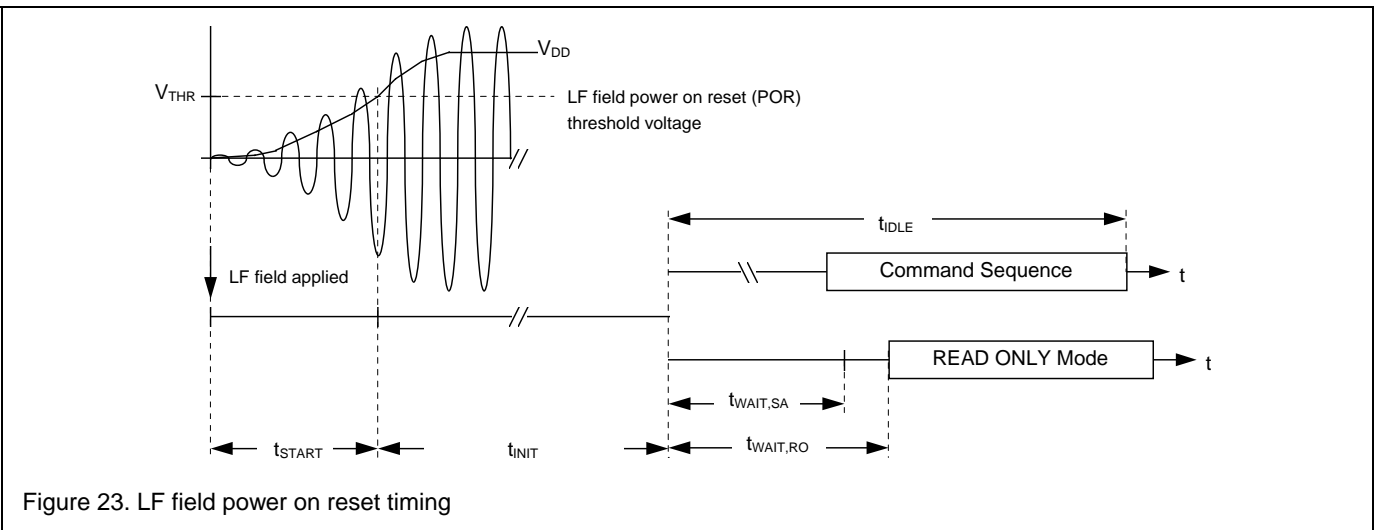 VDD
VTHR
LF field power on reset (POR)
threshold voltage
tIDLE
LF field applied
Command Sequence
t
READ ONLY Mode
t
tWAIT,SA
tSTART
tINIT
tWAIT,RO
Figure 23. LF field power on reset timing